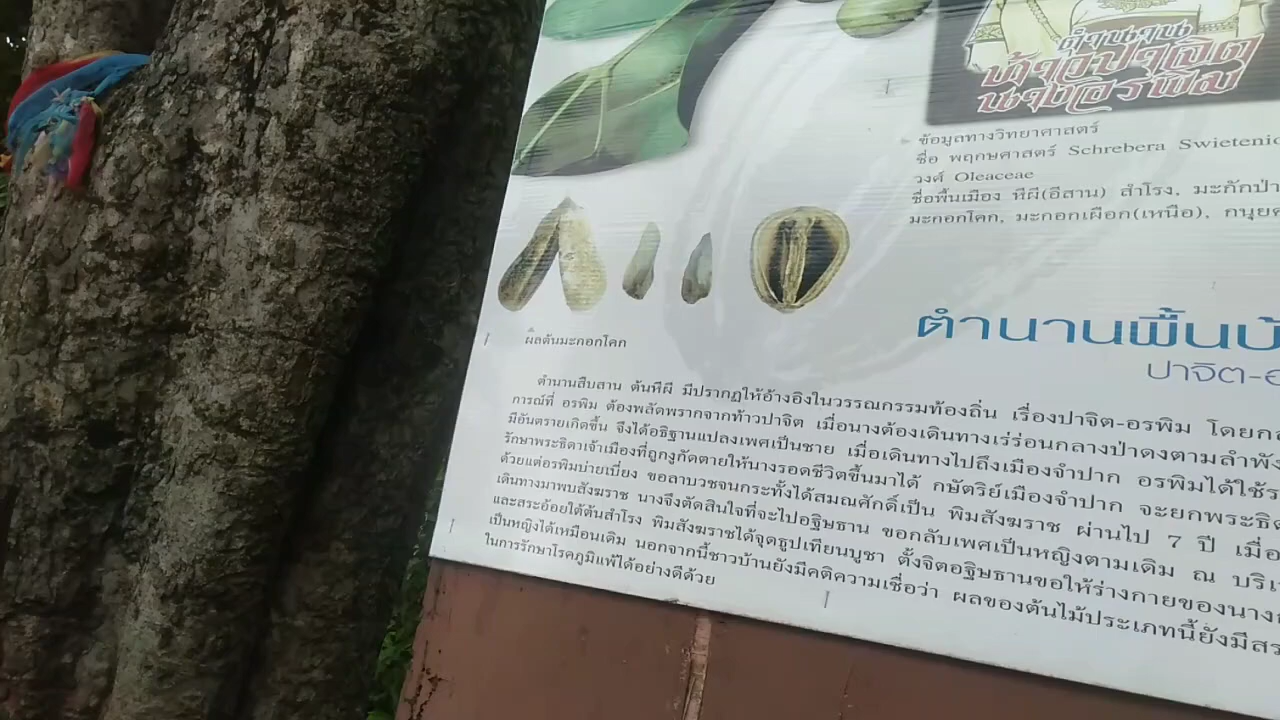 ตำนาน
ท้าวปาจิต
นางอรพิม
ข้อมูลทางวิทยาศาสตร์
ชื่อ พฤกษศาสตร์ Schrebera Swietenio
วงศ์ Oleaceae
ชื่อพื้นเมือง หีผี(อีสาน) สำโรง, มะกักป่า
มะกอกโคก, มะกอกเผือก(เหนือ), กนุย
ผลต้นมะกอกโคก
ตำนานพื้นบ้
ปาจิต-อ
ตำนานสืบสาน ต้นหีผี มีปรากฏให้อ้างอิงในวรรณกรรมท้องถิ่น เรื่องปาจิต-อรพิม โดยก
การณ์ที่ อรพิม ต้องพลัดพรากจากท้าวปาจิต เมื่อนางต้องเดินทางเร่ร่อนกลางป่าดงตามลำพัง
มีอันตรายเกิดขึ้น จึงได้อธิฐานแปลงเพศเป็นชาย เมื่อเดินทางไปถึงเมืองจำปาก อรพิมได้ใช้ร
รักษาพระธิดาเจ้าเมืองที่ถูกงูกัดตายให้นางรอดชีวิตขึ้นมาได้ กษัตริย์เมืองจำปาก จะยกพระธิด
ด้วยแต่อรพิมบ่ายเบี่ยง ขอลาบวชจนกระทั่งได้สมณศักดิ์เป็น พิมสังฆราช ผ่านไป 7 ปี เมื่อ
เดินทางมาพบสังฆราช นางจึงตัดสินใจที่จะไปอฐิษธาน ขอกลับเพศเป็นหญิงตามเดิม ณ บริเ
และสระอ้อยใต้ต้นสำโรง พิมสังฆราชได้จุดธูปเทียนบูชา ตั้งจิตอฐิษธานขอให้ร่างกายของนาง
เป็นหญิงได้เหมือนเดิม นอกจากนี้ชาวบ้านยังมีคติความเชื่อว่า ผลของต้นไม้ประเภทนี้ยังมีสร
ในการรักษาโรคภูมิแพ้ได้อย่างดีด้วย